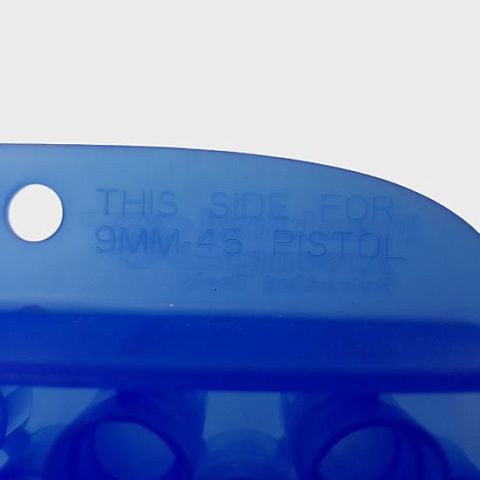 THIS SIDE FOR
9MM-45 PISTOL